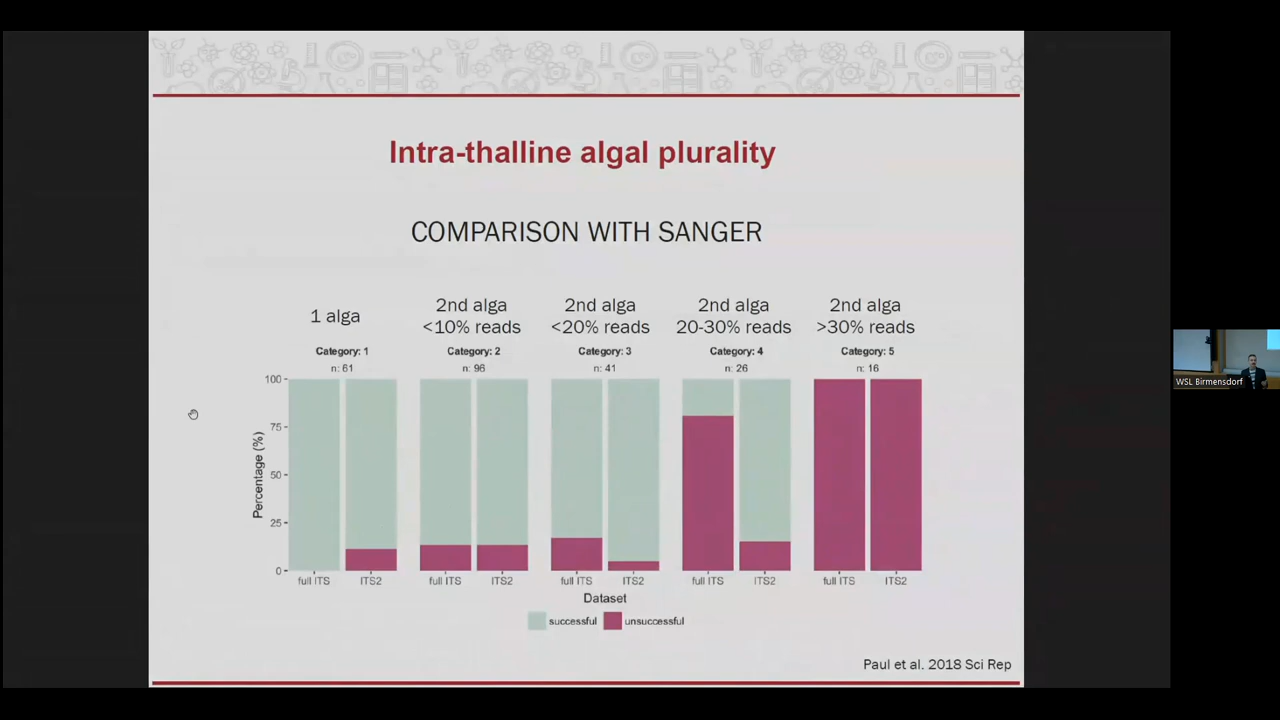 Intra-thalline algal plurality
COMPARISON WITH SANGER
1 alga
2nd alga
<10% reads
2nd alga
<20% reads
2nd alga
20-30% reads
2nd alga
>30% reads
Category: 1
Category: 2
Category: 3
Category: 4
Category: 5
n: 61
n: 96
n: 41
n: 26
n: 16
Percentage (%)
100
75
50
25
0
full ITS
ITS2
full ITS
ITS2
full ITS
ITS2
full ITS
ITS2
full ITS
ITS2
Dataset
successful
unsuccessful
Paul et al. 2018 Sci Rep
WSL Birmensdorf